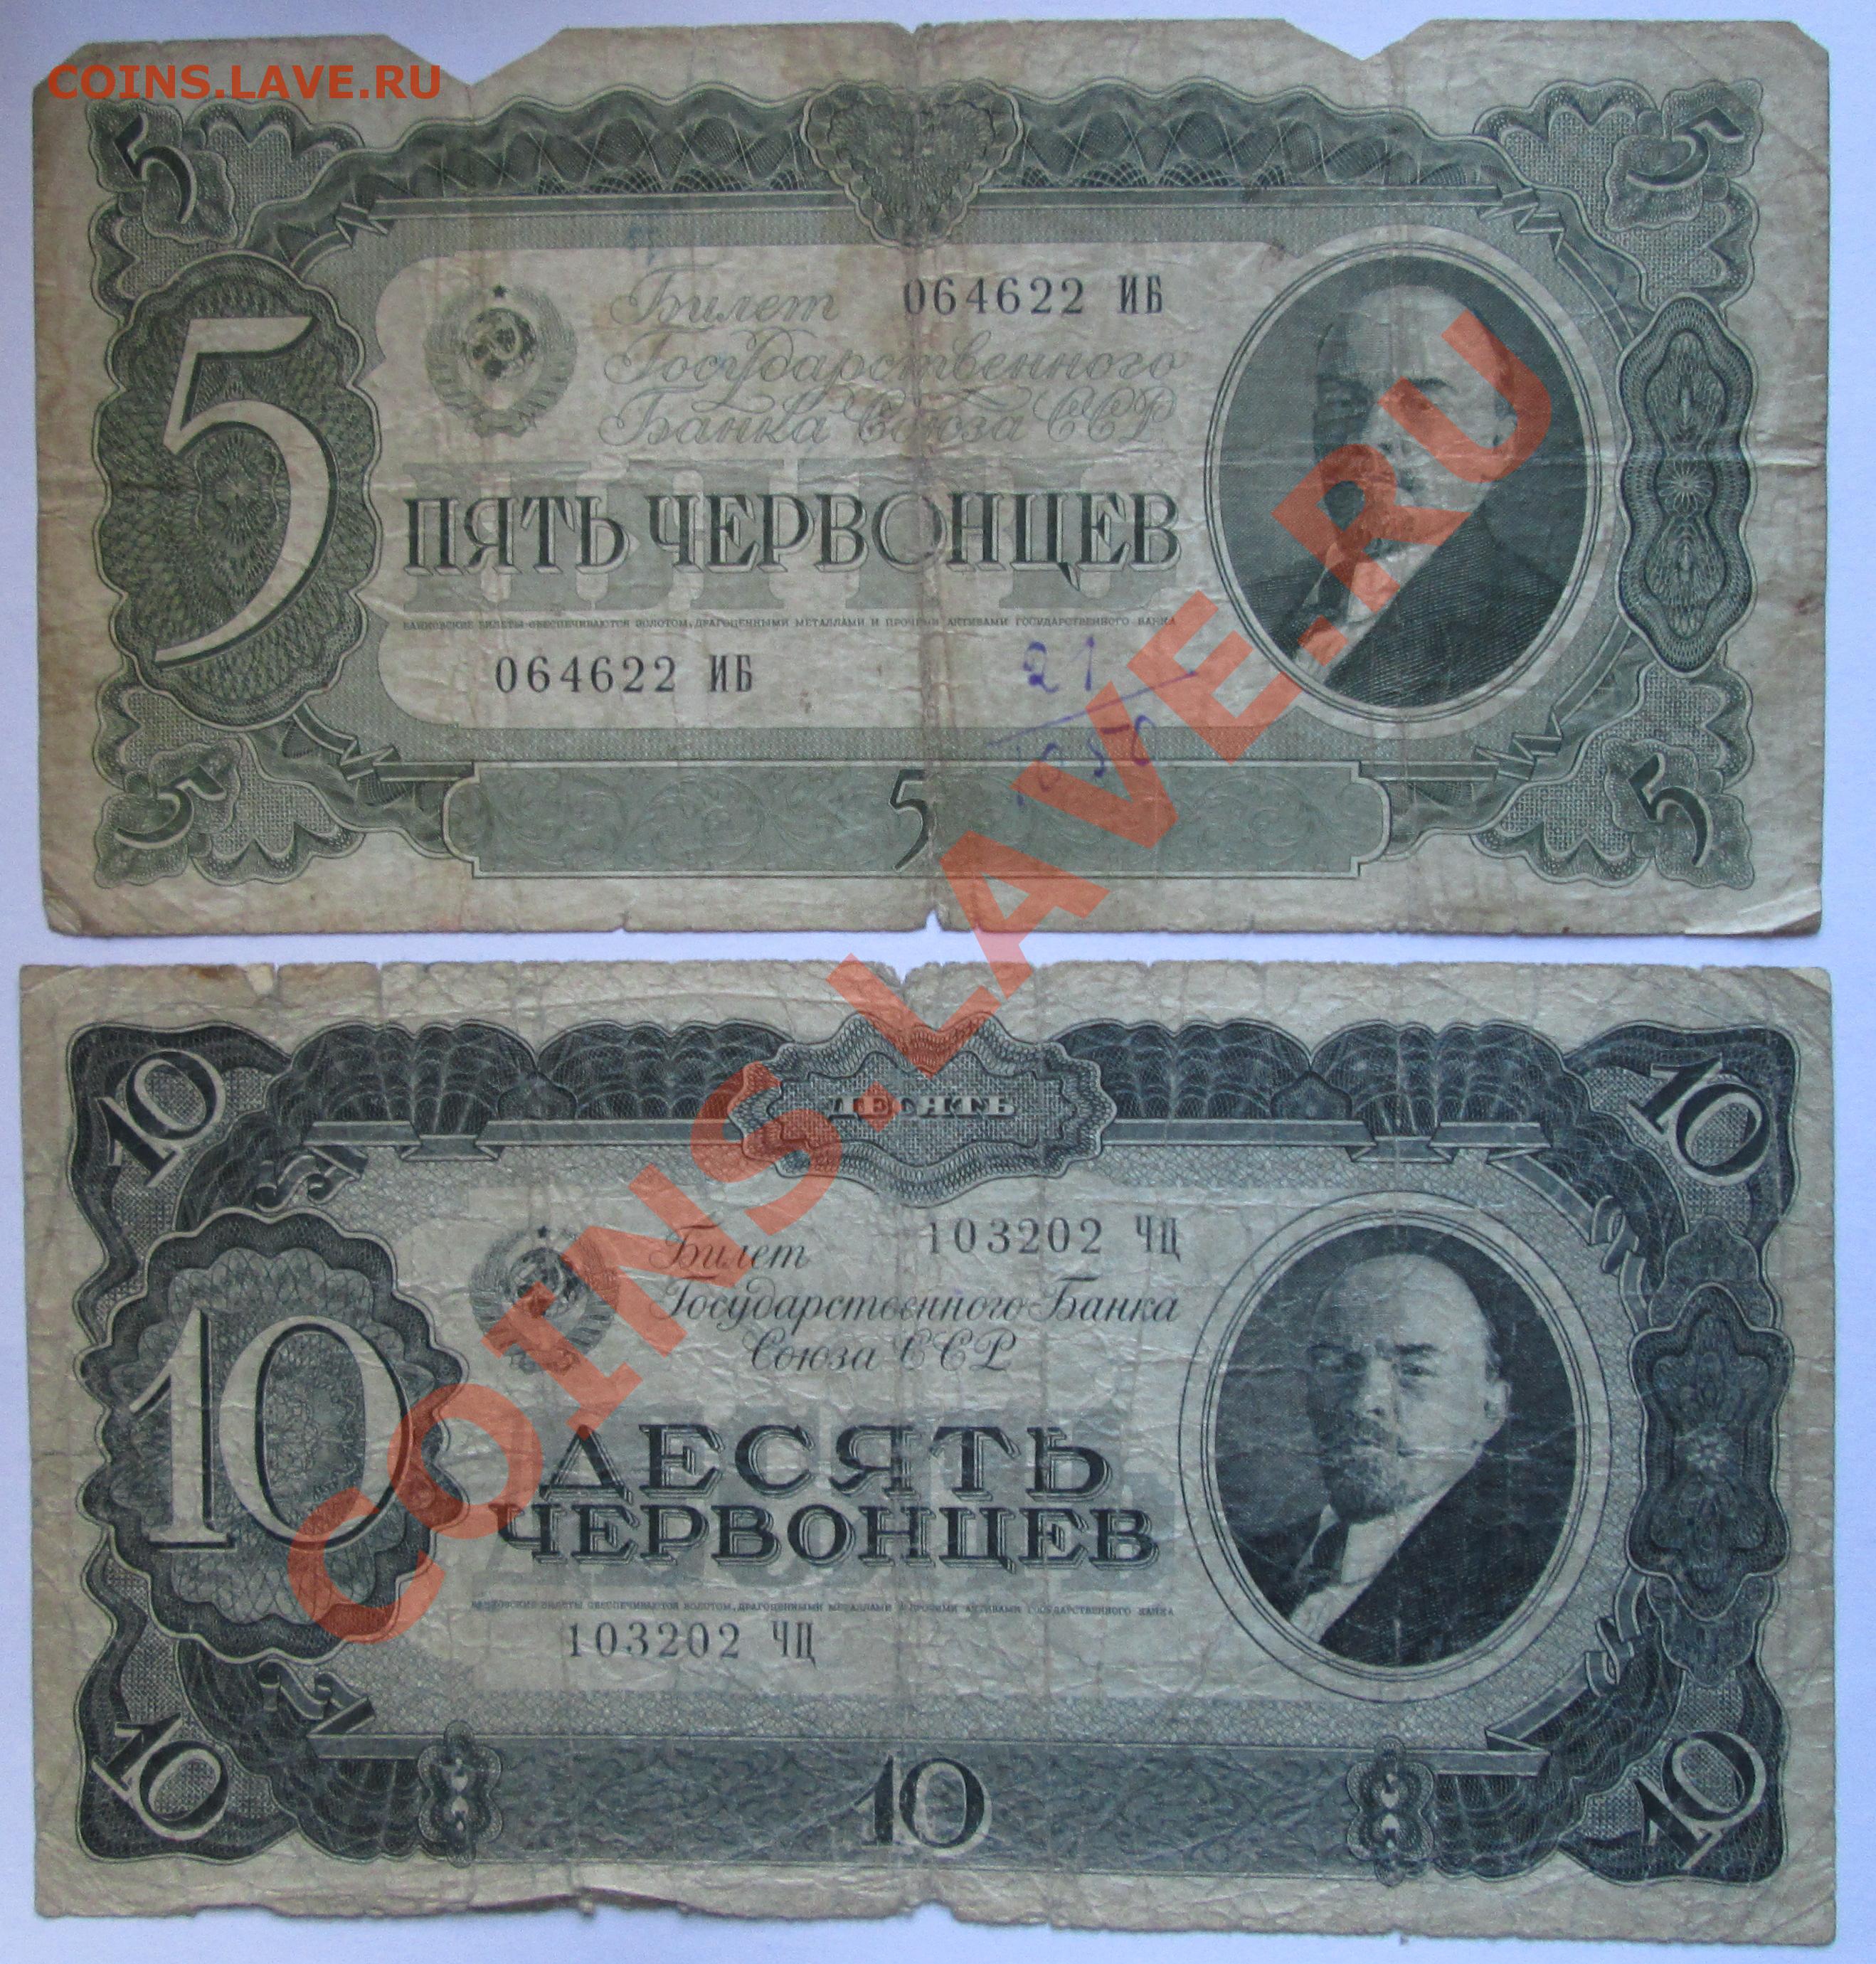 COINS.LAVE.RU
5 5
Билет 064622 ИБ
Государственного
Банка Союза ССР
5
ПЯТЬ ЧЕРВОНЦЕВ
БАНКОВСКИЕ БИЛЕТЫ ОБЕСПЕЧИВАЮТСЯ ЗОЛОТОМ, ДРАГОЦЕННЫМИ МЕТАЛЛАМИ И ПРОЧИМИ АКТИВАМИ ГОСУДАРСТВЕННОГО БАНКА
064622 ИБ
21
5 5 5
COINS.LAVE.RU
10 ДЕСЯТЬ 10
Билет 103202 ЧЦ
Государственного Банка
Союза ССР
10
ДЕСЯТЬ
ЧЕРВОНЦЕВ
БАНКОВСКИЕ БИЛЕТЫ ОБЕСПЕЧИВАЮТСЯ ЗОЛОТОМ, ДРАГОЦЕННЫМИ МЕТАЛЛАМИ И ПРОЧИМИ АКТИВАМИ ГОСУДАРСТВЕННОГО БАНКА
103202 ЧЦ
10 10 10